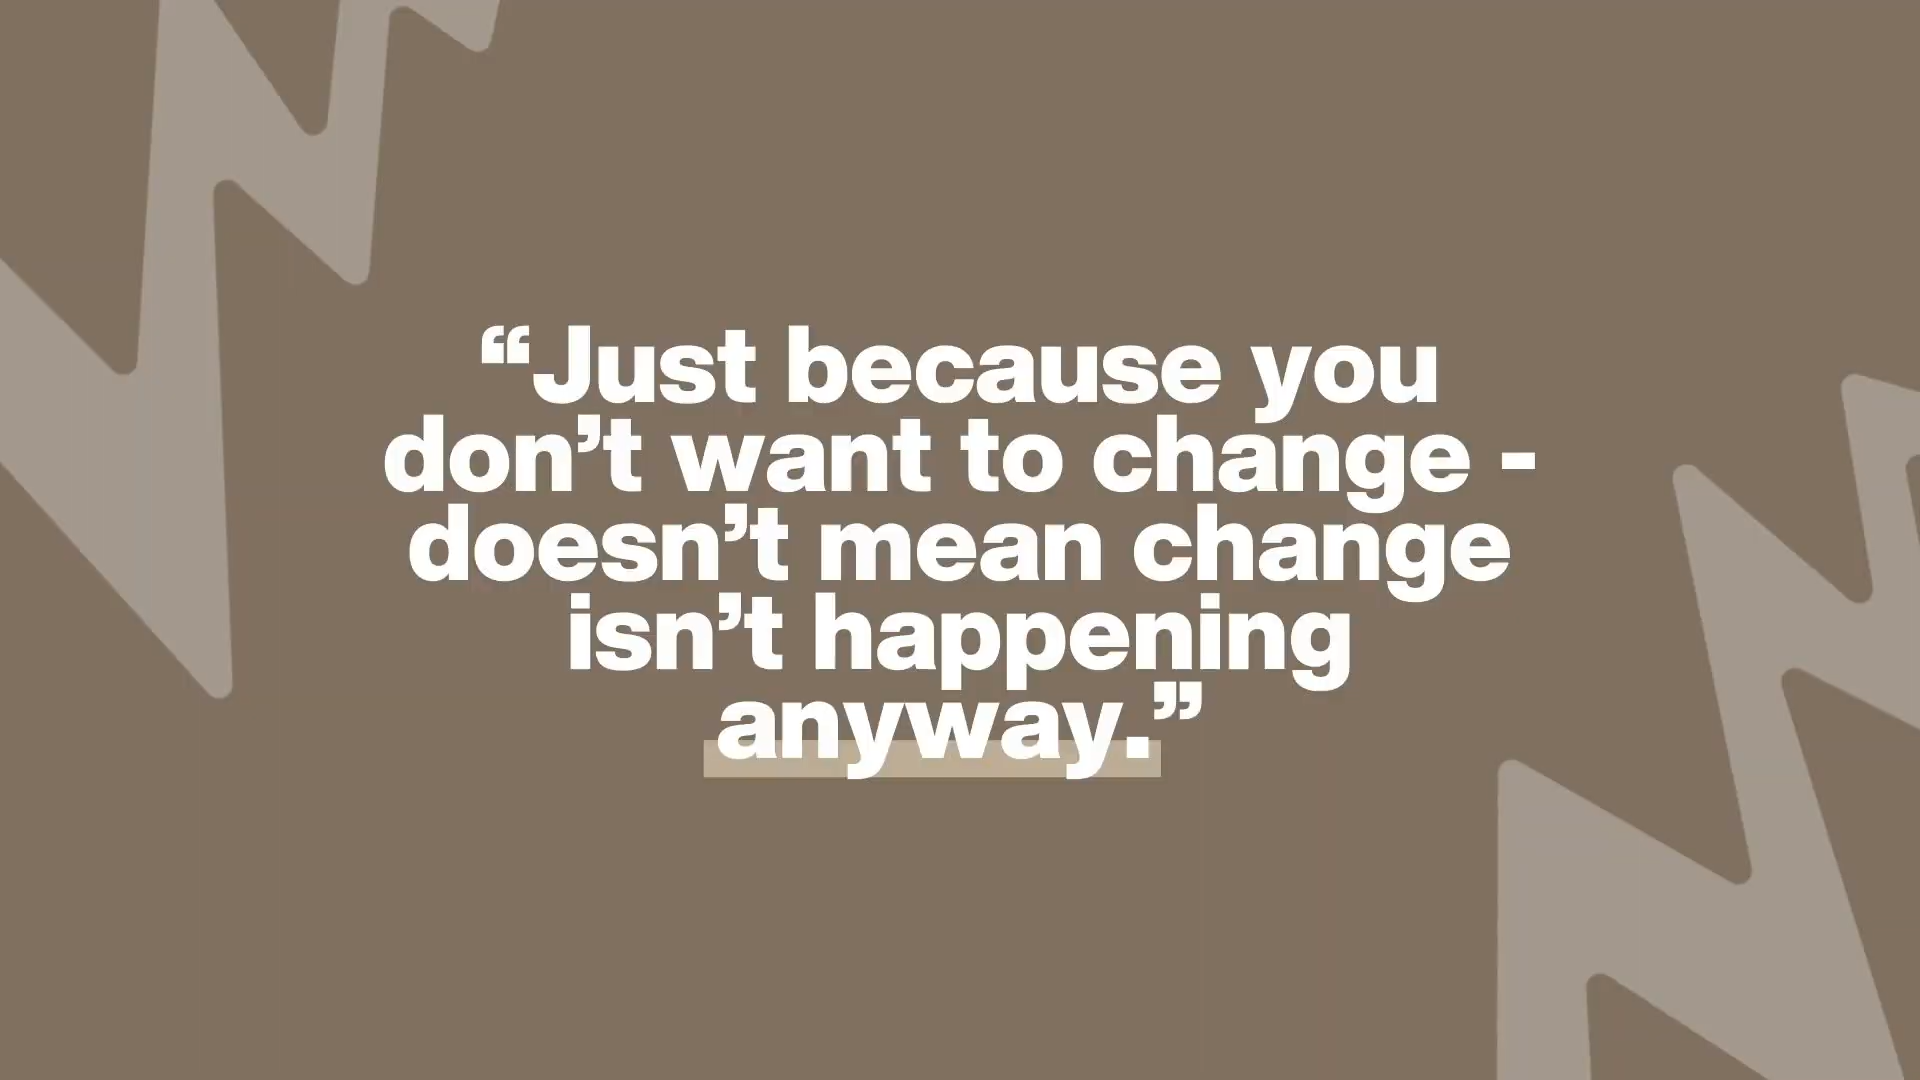 “Just because you
don’t want to change -
doesn’t mean change
isn’t happening
anyway.”